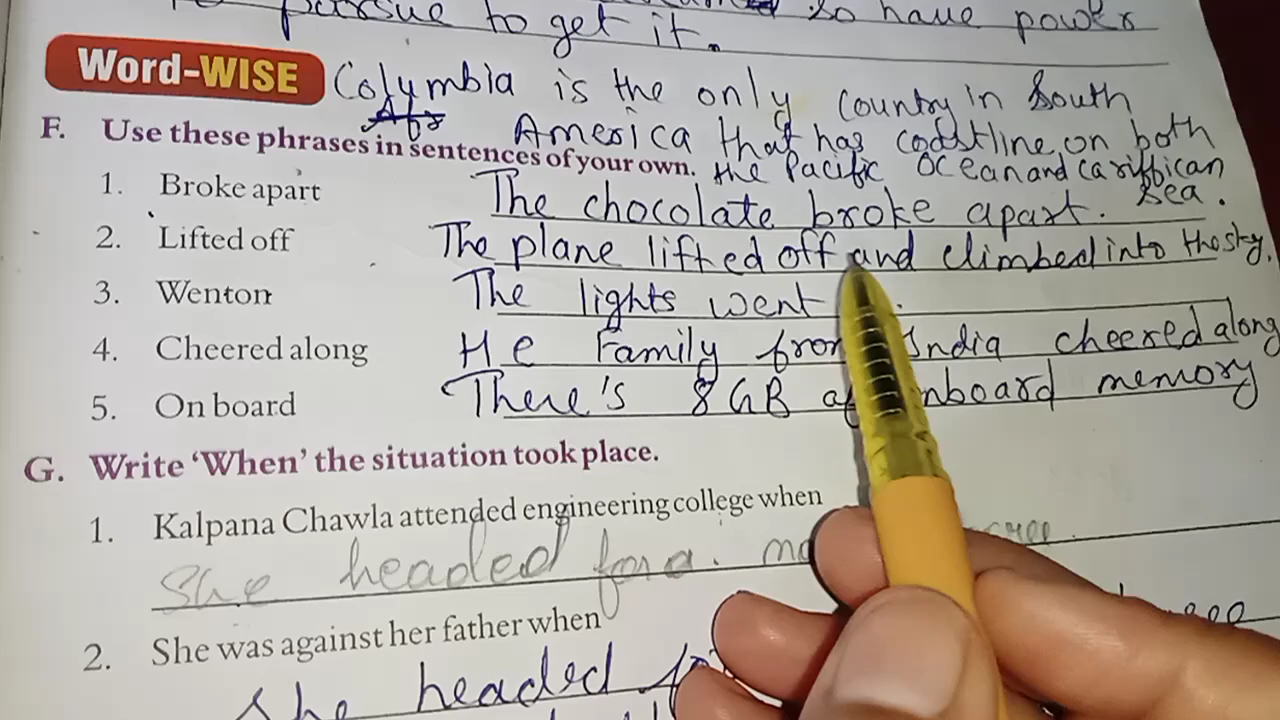 pursue to get it. so have power
Word-WISE Columbia is the only country in South
America that has coastline on both
F. Use these phrases in sentences of your own. the Pacific Ocean and cariffican
sea.
1. Broke apart The chocolate broke apart.
2. Lifted off The plane lifted off and climbed into the sky.
3. Wenton The lights went .
4. Cheered along He Family from India cheered along
5. On board There's 8 GB onboard memory
G. Write 'When' the situation took place.
1. Kalpana Chawla attended engineering college when
She headed for a.
2. She was against her father when
She headed